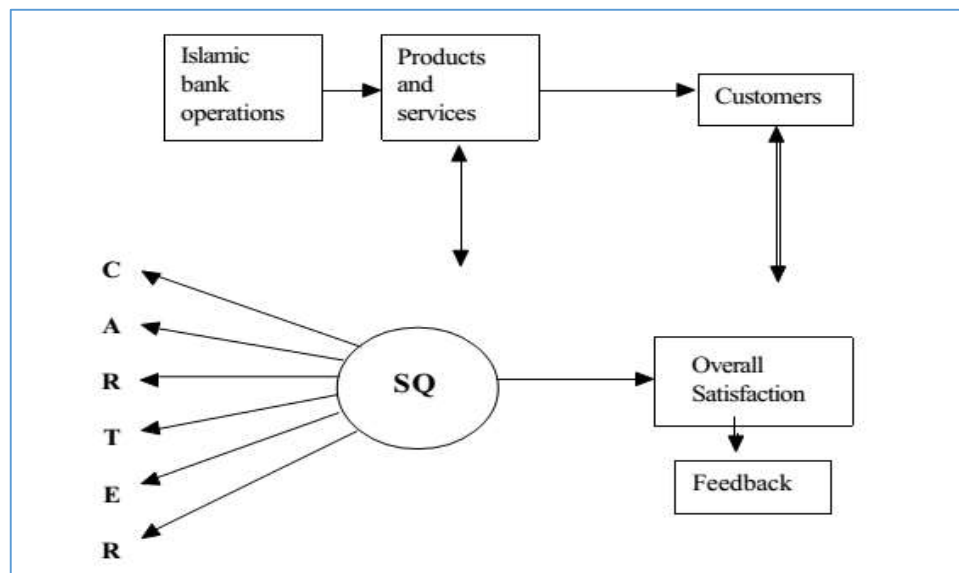 Islamic
bank
operations
Products
and
services
Customers
C
A
R
T
E
R
SQ
Overall
Satisfaction
Feedback